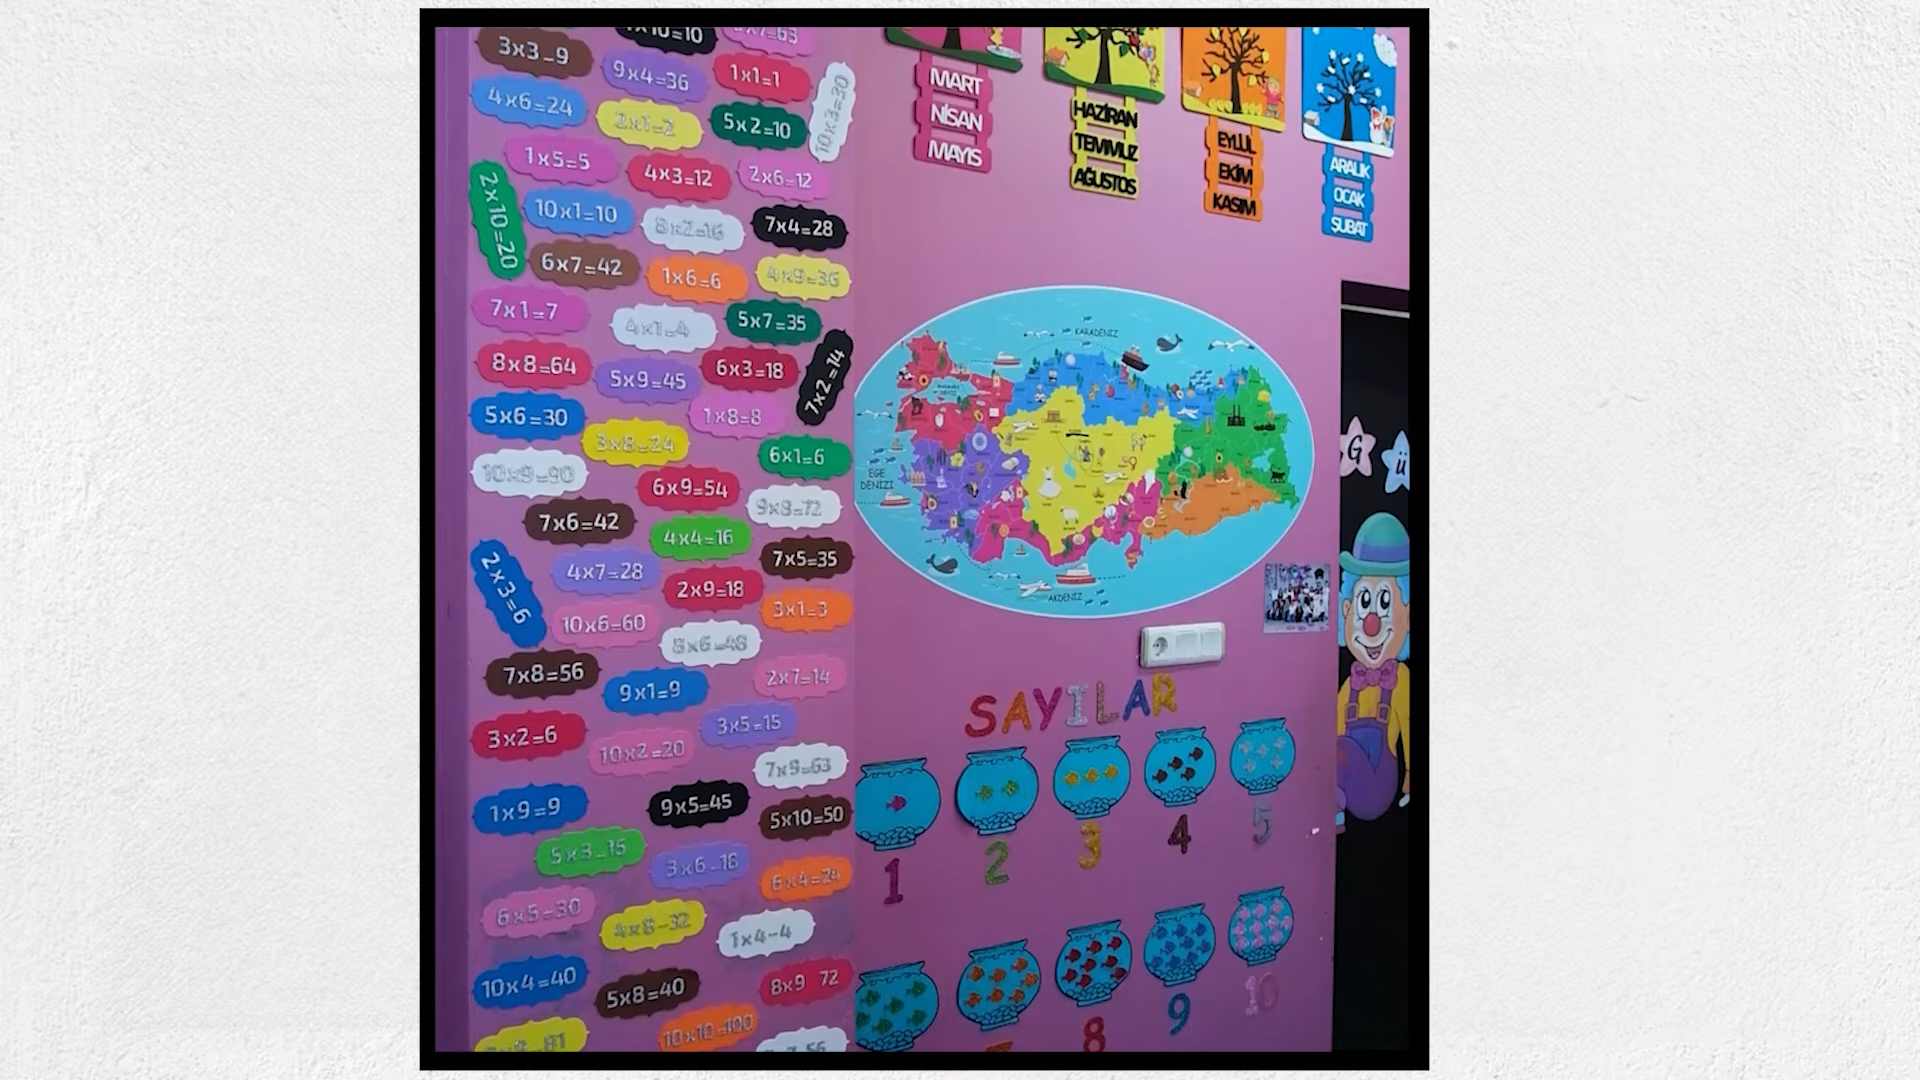 3x3=9
1x10=10
9x4=36
1x1=1
4x6=24
2x1=2
5x2=10
10x3=30
1x5=5
4x3=12
2x6=12
2x10=20
10x1=10
8x2=16
7x4=28
6x7=42
1x6=6
4x9=36
7x1=7
4x1=4
5x7=35
8x8=64
5x9=45
6x3=18
7x2=14
5x6=30
3x8=24
1x8=8
6x1=6
10x9=90
6x9=54
9x8=72
7x6=42
4x4=16
7x5=35
2x3=6
4x7=28
2x9=18
3x1=3
10x6=60
8x6=48
7x8=56
9x1=9
2x7=14
3x2=6
10x2=20
3x5=15
7x9=63
1x9=9
9x5=45
5x10=50
5x3=15
3x6=18
6x4=24
6x5=30
4x8=32
1x4=4
10x4=40
5x8=40
8x9 72
10x10=100
MART
NİSAN
MAYIS
HAZİRAN
TEMMUZ
AĞUSTOS
EYLÜL
EKİM
KASIM
ARALIK
OCAK
ŞUBAT
KARADENİZ
EGE
DENİZİ
AKDENİZ
G ü
SAYILAR
1 2 3 4 5
8 9 10